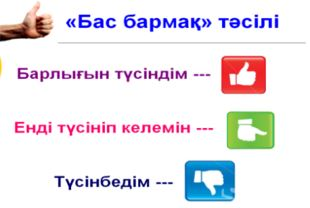 «Бас бармақ» тәсілі
Барлығын түсіндім ---
Енді түсініп келемін ---
Түсінбедім ---